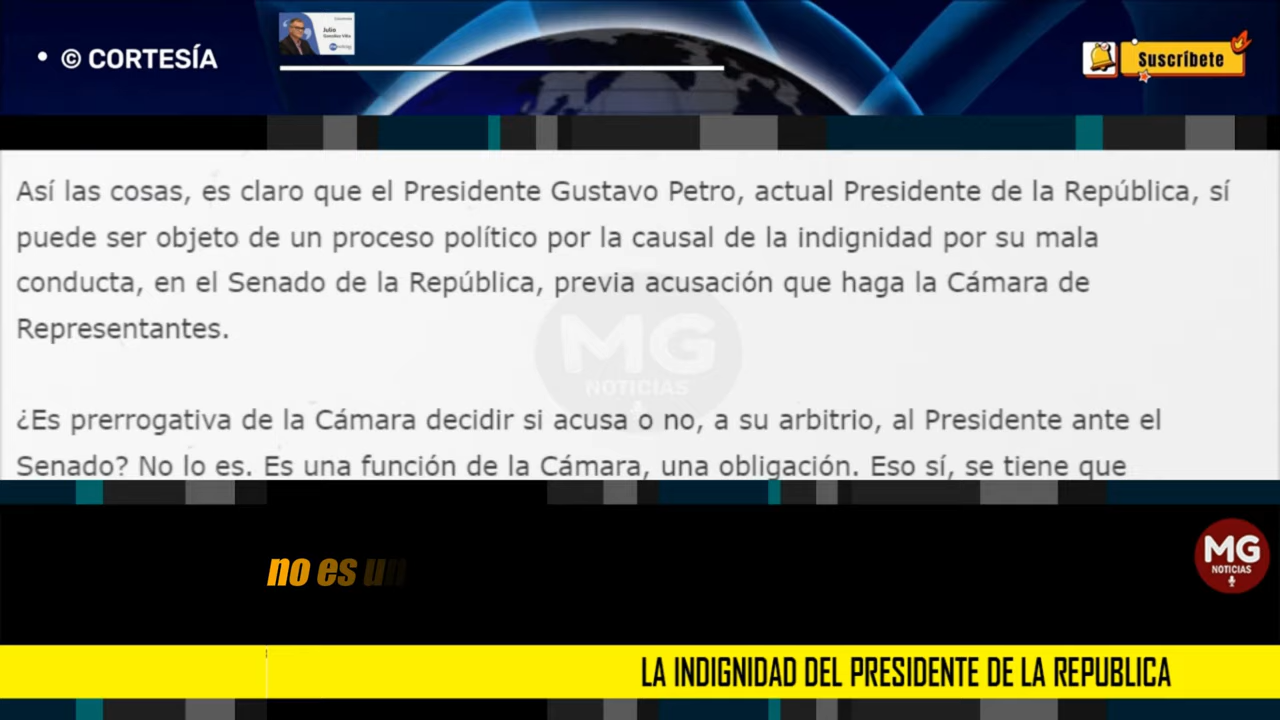 • © CORTESÍA
Julio
González Villa
Suscríbete
Así las cosas, es claro que el Presidente Gustavo Petro, actual Presidente de la República, sí
puede ser objeto de un proceso político por la causal de la indignidad por su mala
conducta, en el Senado de la República, previa acusación que haga la Cámara de
Representantes.
MG
NOTICIAS
¿Es prerrogativa de la Cámara decidir si acusa o no, a su arbitrio, al Presidente ante el
Senado? No lo es. Es una función de la Cámara, una obligación. Eso sí, se tiene que
no es un
MG
NOTICIAS
LA INDIGNIDAD DEL PRESIDENTE DE LA REPUBLICA